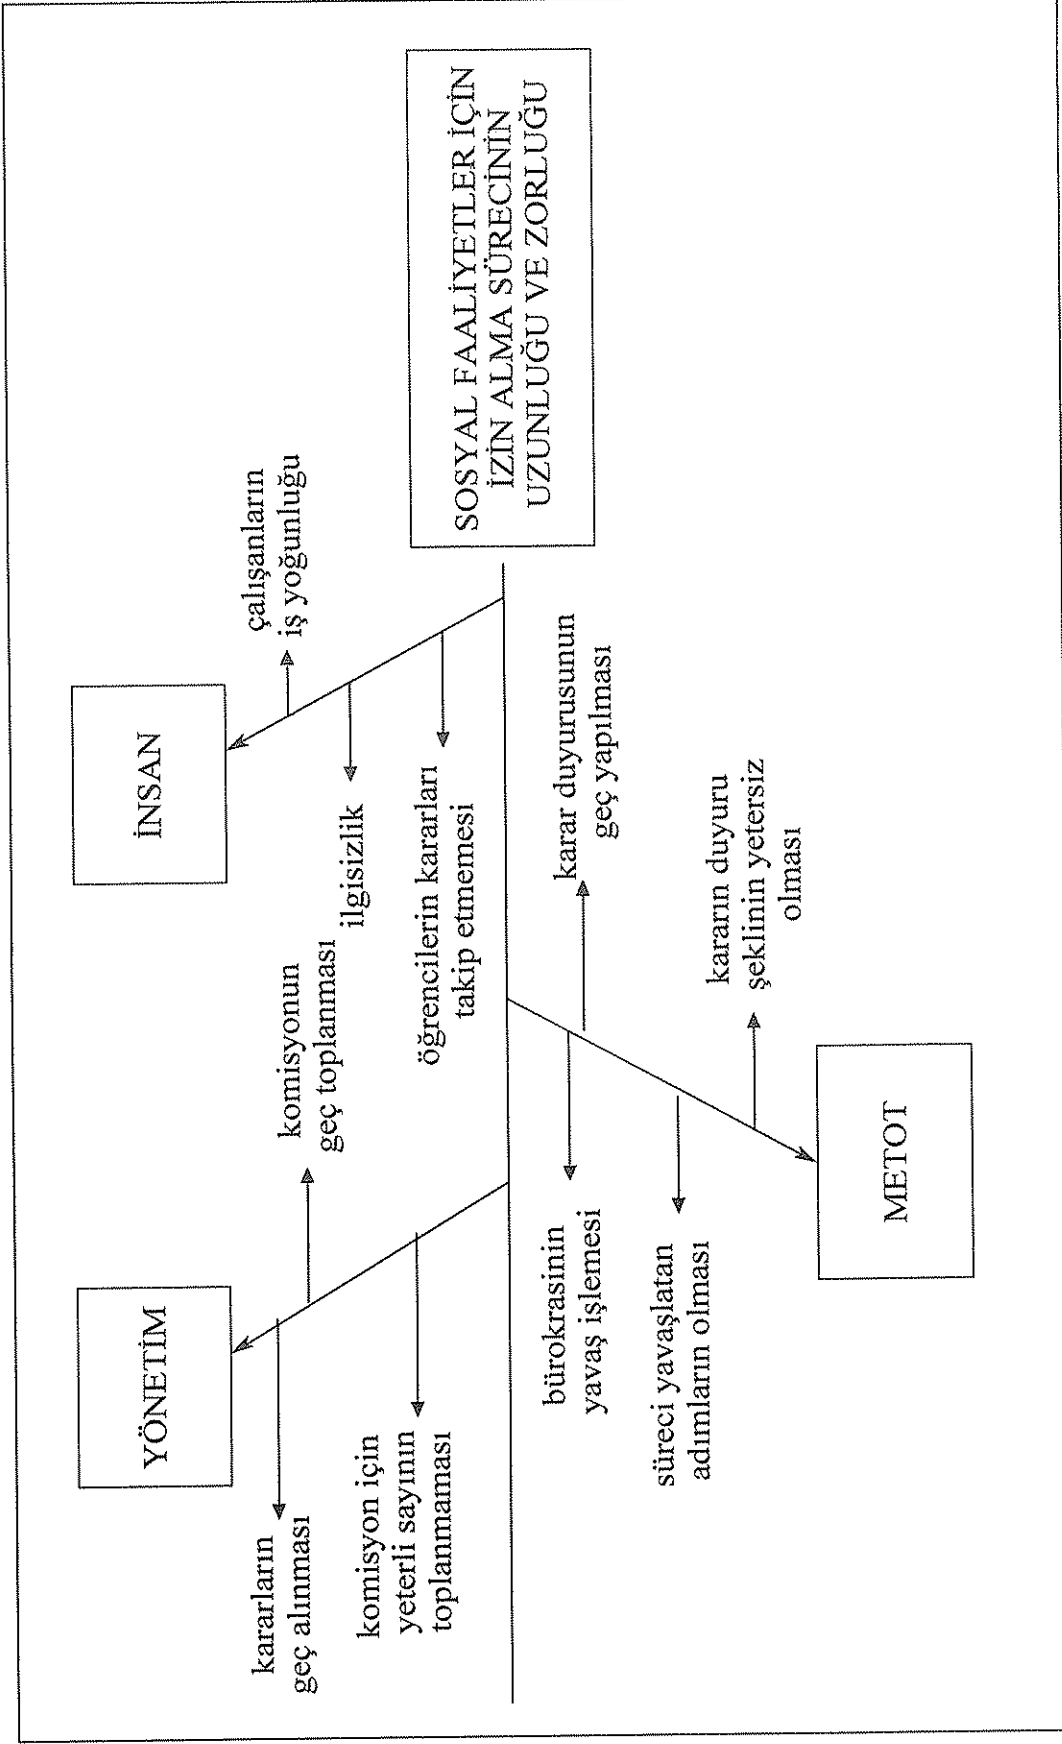 YÖNETİM
İNSAN
kararların
geç alınması
komisyonun
geç toplanması
komisyon için
yeterli sayının
toplanmaması
çalışanların
iş yoğunluğu
ilgisizlik
öğrencilerin kararları
takip etmemesi
SOSYAL FAALİYETLER İÇİN
İZİN ALMA SÜRECİNİN
UZUNLUĞU VE ZORLUĞU
bürokrasinin
yavaş işlemesi
karar duyurusunun
geç yapılması
süreci yavaşlatan
adımların olması
kararın duyuru
şeklinin yetersiz
olması
METOT